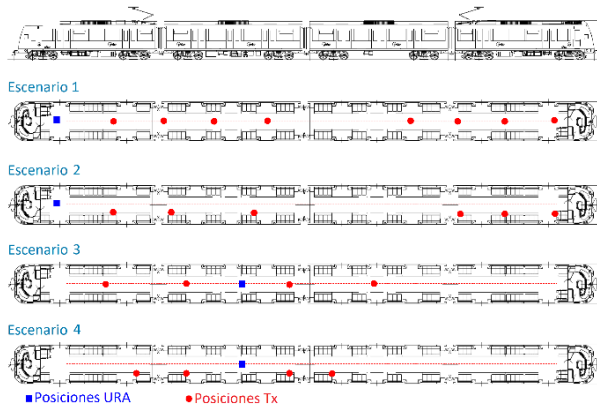 Escenario 1
Escenario 2
Escenario 3
Escenario 4
Posiciones URA Posiciones Tx